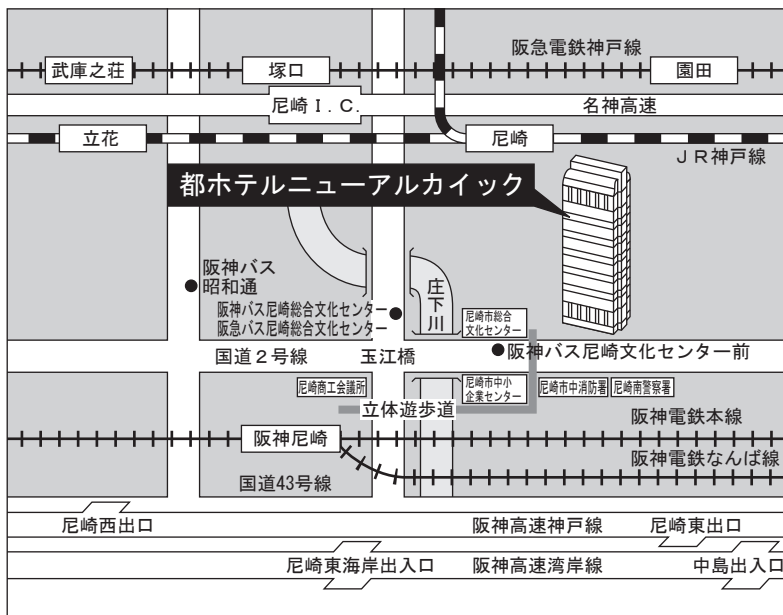 阪急電鉄神戸線
武庫之荘
塚口
園田
尼崎Ｉ.Ｃ.
名神高速
立花
尼崎
ＪＲ神戸線
都ホテルニューアルカイック
阪神バス
昭和通
庄下川
阪神バス尼崎総合文化センター
阪急バス尼崎総合文化センター
尼崎市総合
文化センター
国道２号線
玉江橋
阪神バス尼崎文化センター前
尼崎商工会議所
尼崎市中小
企業センター
尼崎市中消防署
尼崎南警察署
立体遊歩道
阪神電鉄本線
阪神尼崎
阪神電鉄なんば線
国道43号線
尼崎西出口
阪神高速神戸線
尼崎東出口
尼崎東海岸出入口
阪神高速湾岸線
中島出入口